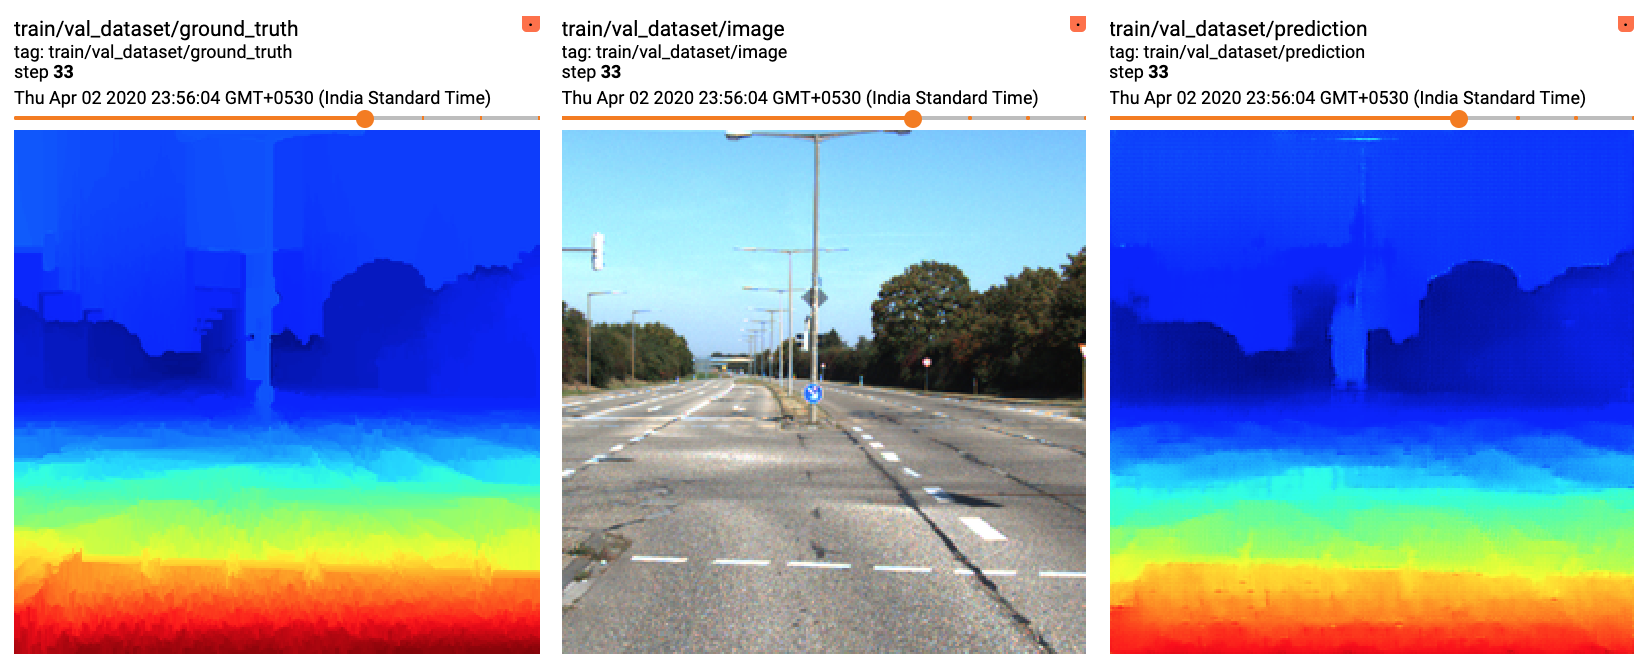 train/val_dataset/ground_truth
tag: train/val_dataset/ground_truth
step 33
Thu Apr 02 2020 23:56:04 GMT+0530 (India Standard Time)
train/val_dataset/image
tag: train/val_dataset/image
step 33
Thu Apr 02 2020 23:56:04 GMT+0530 (India Standard Time)
train/val_dataset/prediction
tag: train/val_dataset/prediction
step 33
Thu Apr 02 2020 23:56:04 GMT+0530 (India Standard Time)